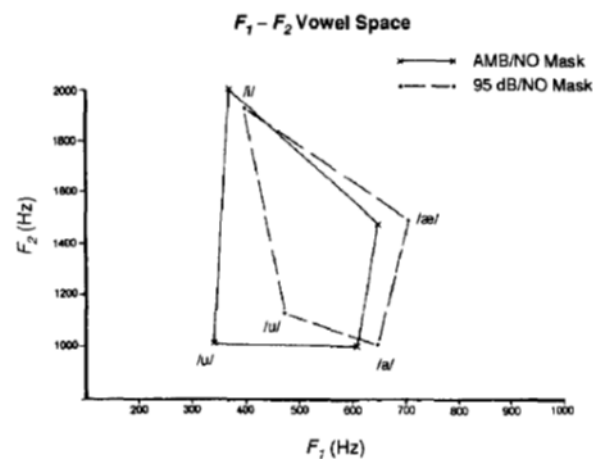 F₁ – F₂ Vowel Space
AMB/NO Mask
95 dB/NO Mask
F₂ (Hz)
2000
1800
1600
1400
1200
1000
/i/
/æ/
/u/
/u/
/a/
200 300 400 500 600 700 800 900 1000
F₁ (Hz)